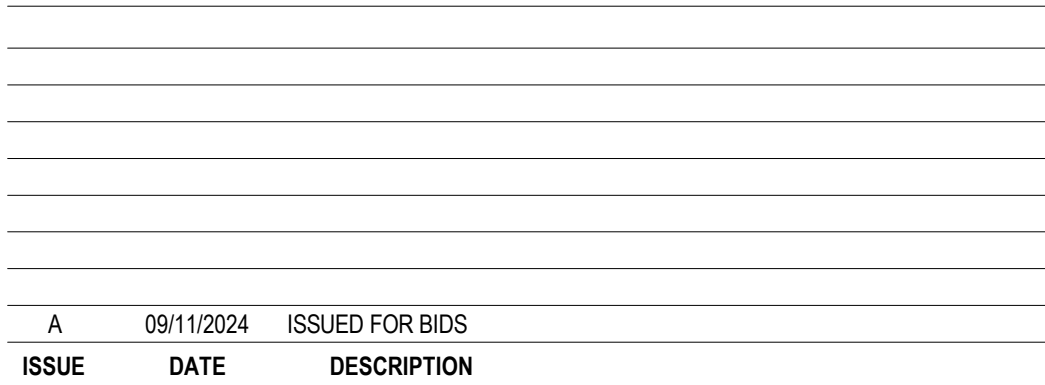 A 09/11/2024 ISSUED FOR BIDS
ISSUE DATE DESCRIPTION